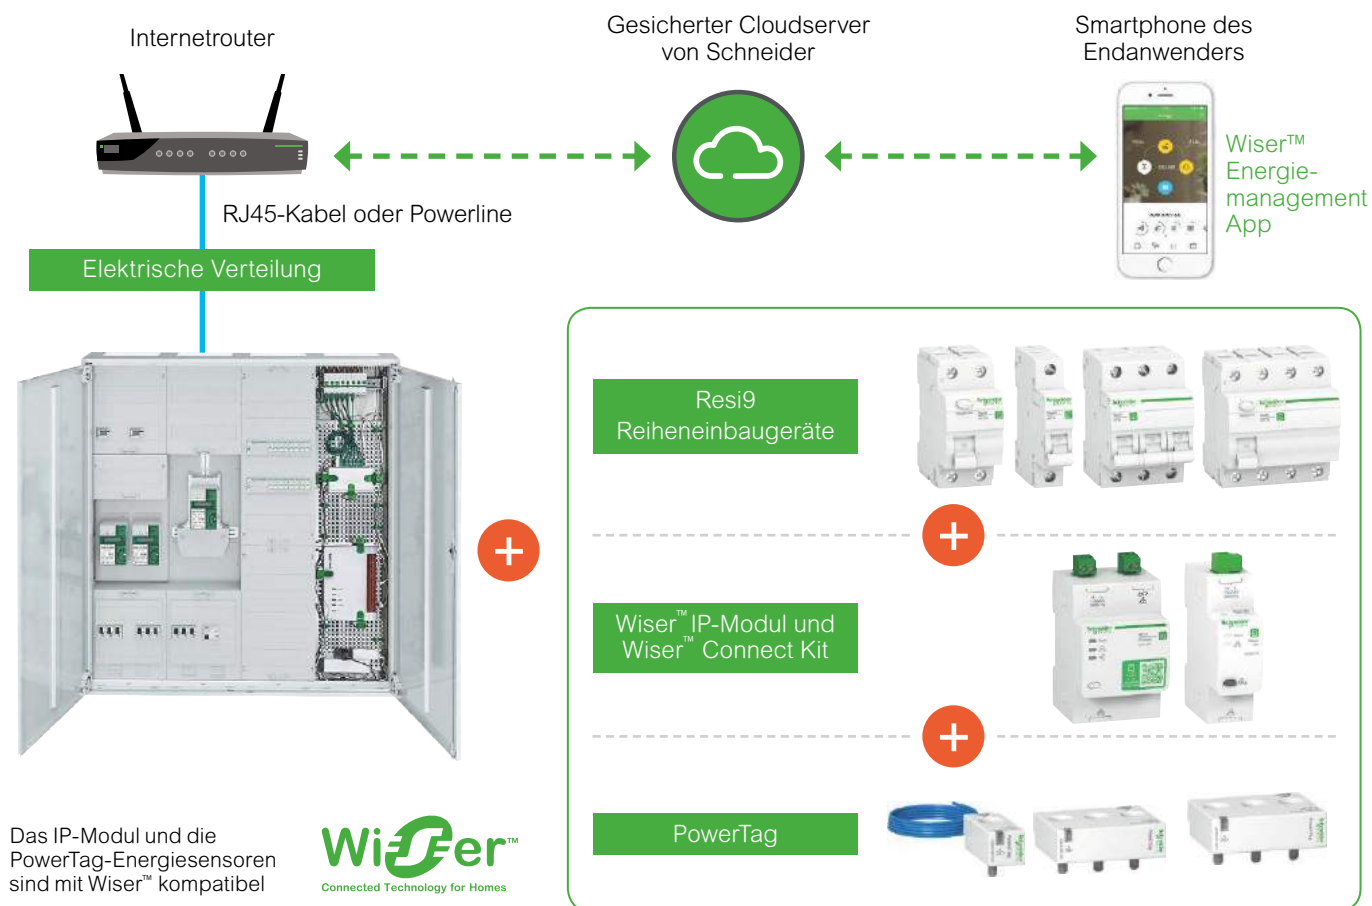 Internetrouter
Gesicherter Cloudserver
von Schneider
Smartphone des
Endanwenders
Wiser™
Energie-
management
App
RJ45-Kabel oder Powerline
Elektrische Verteilung
Resi9
Reiheneinbaugeräte
Wiser™ IP-Modul und
Wiser™ Connect Kit
PowerTag
Das IP-Modul und die
PowerTag-Energiesensoren
sind mit Wiser™ kompatibel
Wiser™
Connected Technology for Homes